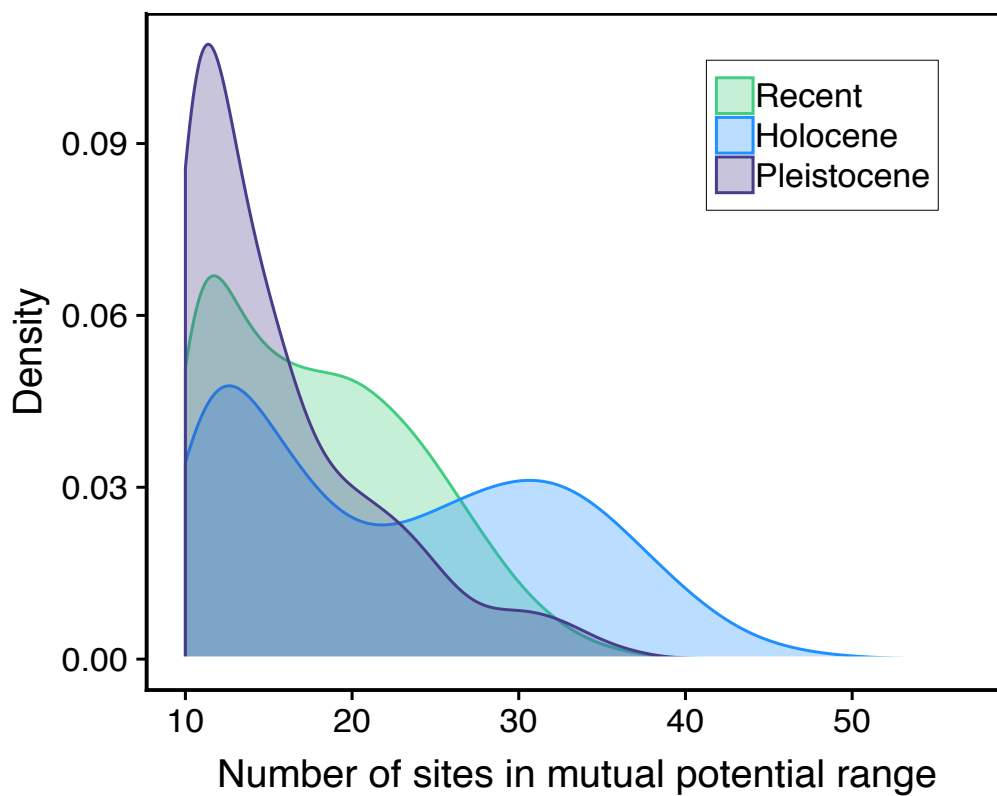 Recent
Holocene
Pleistocene
Density
0.09
0.06
0.03
0.00
10 20 30 40 50
Number of sites in mutual potential range